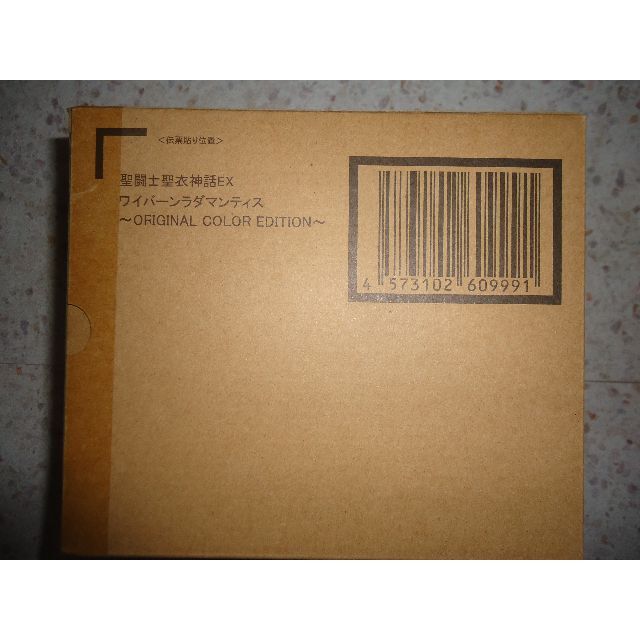 <伝票貼り位置>
聖闘士聖衣神話EX
ワイバーンラダマンティス
～ORIGINAL COLOR EDITION～
4 573102 609991